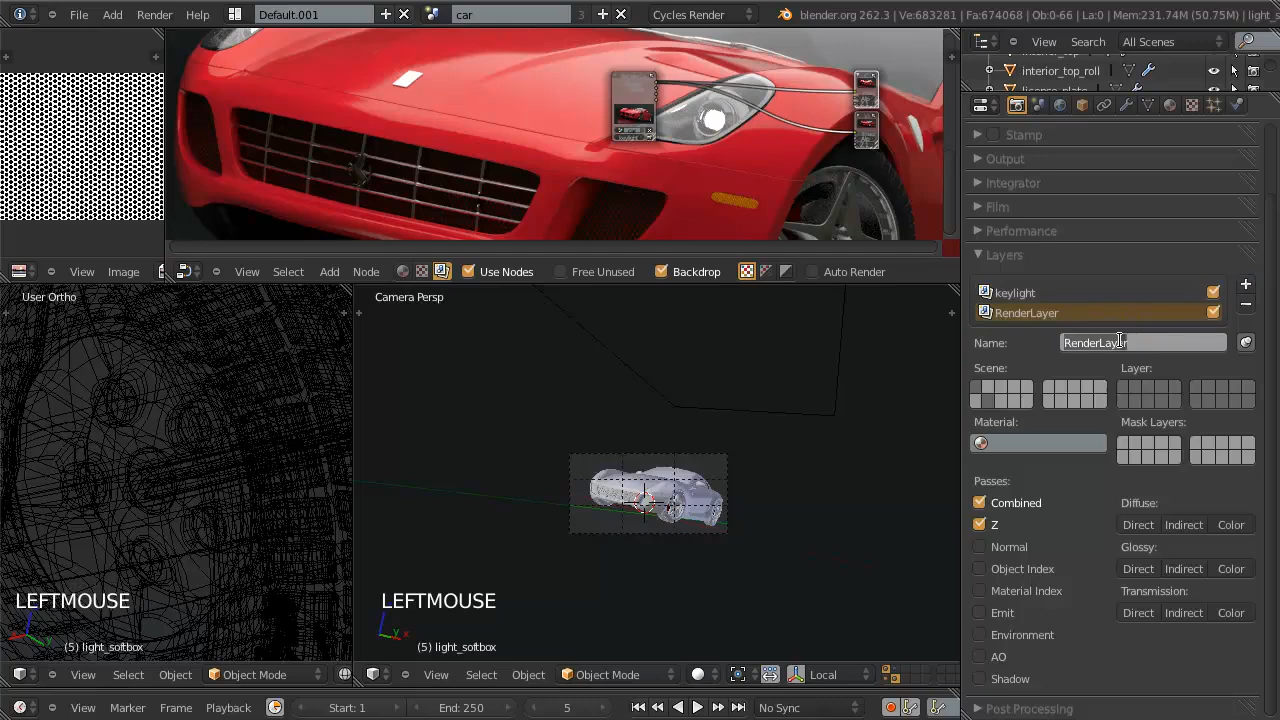 File Add Render Help Default.001 car 3 Cycles Render blender.org 262.3 | Ve:683281 | Fa:674068 | Ob:0-66 | La:0 | Mem:231.74M (50.75M) | light_s
View Search All Scenes
interior_top_roll
license_plate
Stamp
Output
Integrator
Film
Performance
Layers
View Image View Select Add Node Use Nodes Free Unused Backdrop Auto Render
User Ortho
Camera Persp
keylight
RenderLayer
Name: RenderLayer
Scene: Layer:
Material: Mask Layers:
Passes:
Combined Diffuse:
Z Direct Indirect Color
Normal Glossy:
Object Index Direct Indirect Color
Material Index Transmission:
Emit Direct Indirect Color
Environment
AO
Shadow
Post Processing
LEFTMOUSE LEFTMOUSE
(5) light_softbox (5) light_softbox
View Select Object Object Mode View Select Object Object Mode Local
View Marker Frame Playback Start: 1 End: 250 5 No Sync